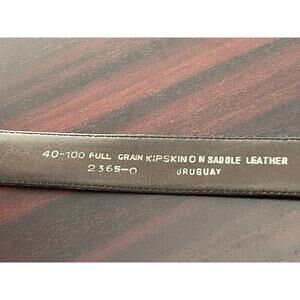 40-100 FULL GRAIN KIPSKIN ON SADDLE LEATHER
2365-0 URUGUAY